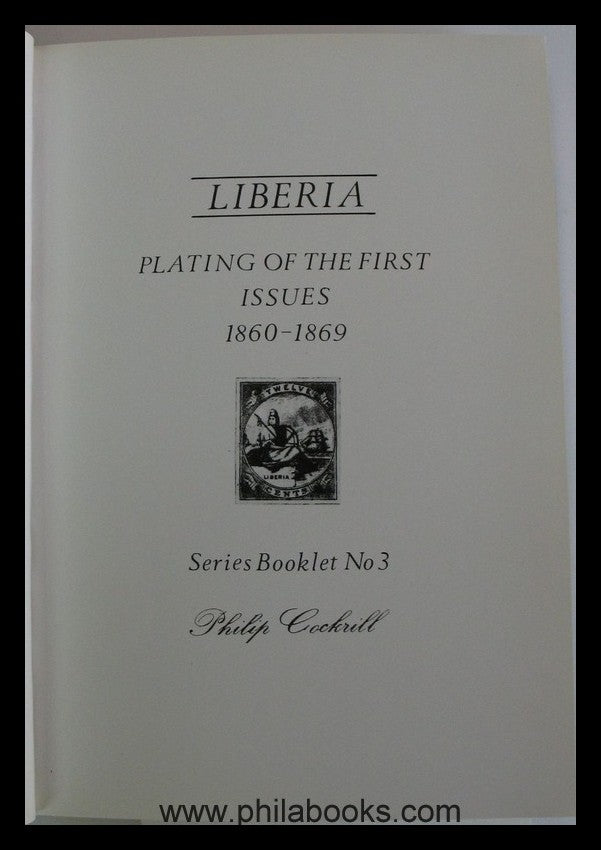 LIBERIA
PLATING OF THE FIRST
ISSUES
1860-1869
TWELVE
LIBERIA
CENTS
Series Booklet No 3
Philip Cockrill
www.philabooks.com